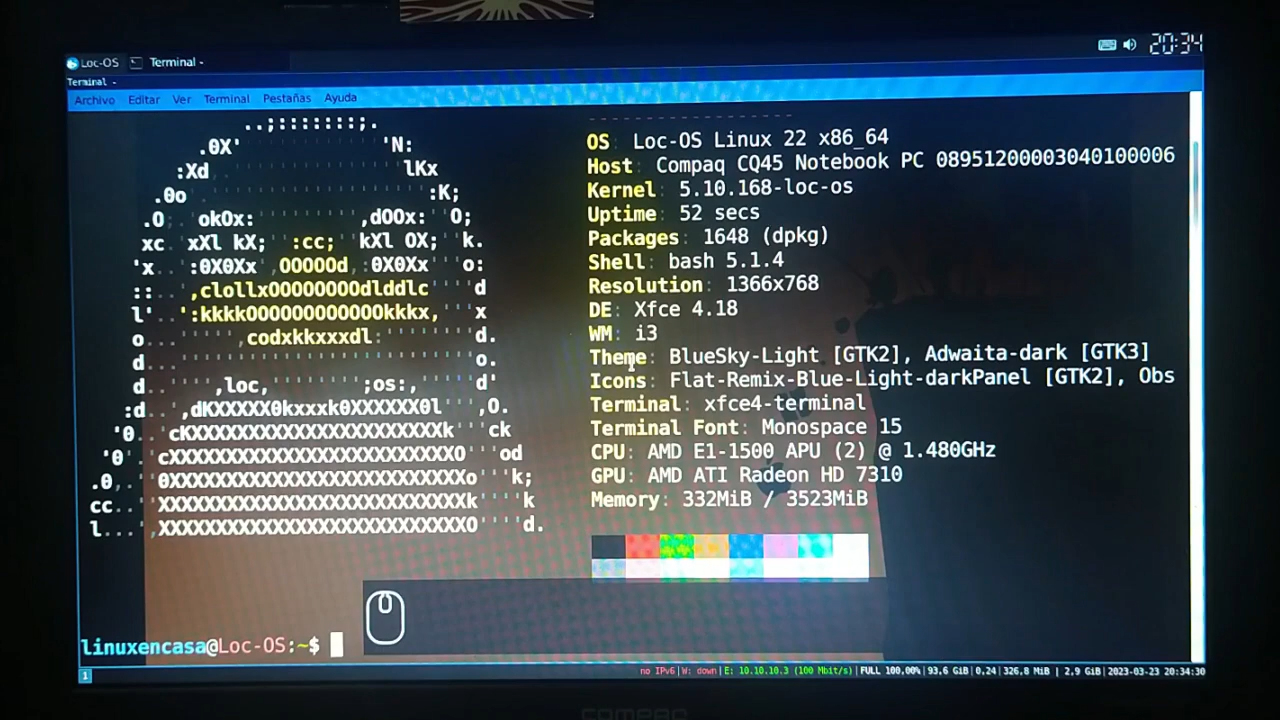 Loc-OS Terminal - 20:34
Terminal -
Archivo Editar Ver Terminal Pestañas Ayuda
OS: Loc-OS Linux 22 x86_64
Host: Compaq CQ45 Notebook PC 08951200003040100006
Kernel: 5.10.168-loc-os
Uptime: 52 secs
Packages: 1648 (dpkg)
Shell: bash 5.1.4
Resolution: 1366x768
DE: Xfce 4.18
WM: i3
Theme: BlueSky-Light [GTK2], Adwaita-dark [GTK3]
Icons: Flat-Remix-Blue-Light-darkPanel [GTK2], Obs
Terminal: xfce4-terminal
Terminal Font: Monospace 15
CPU: AMD E1-1500 APU (2) @ 1.480GHz
GPU: AMD ATI Radeon HD 7310
Memory: 332MiB / 3523MiB
linuxencasa@Loc-OS:~$
1 no IPv6|W: down|E: 10.10.10.3 (100 Mbit/s)|FULL 100,00%|93,6 GiB|0,24|326,8 MiB | 2,9 GiB|2023-03-23 20:34:30
COMPAQ